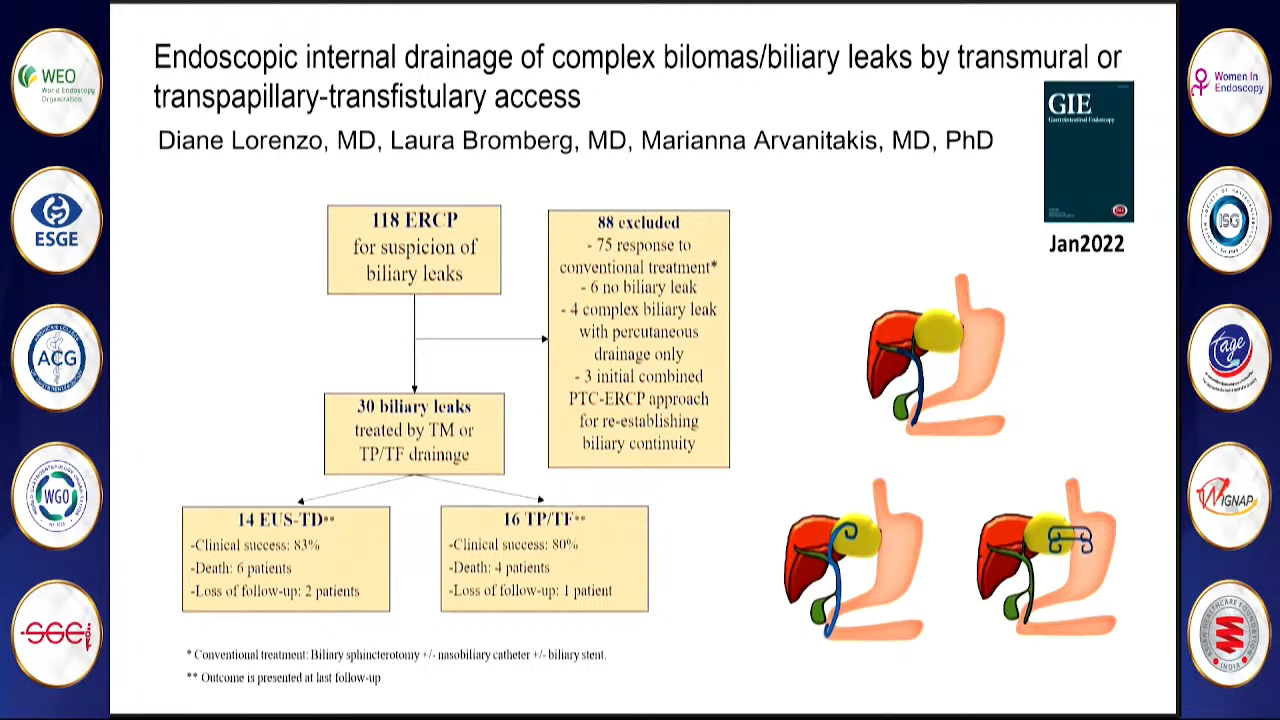 Endoscopic internal drainage of complex bilomas/biliary leaks by transmural or
transpapillary-transfistulary access
Diane Lorenzo, MD, Laura Bromberg, MD, Marianna Arvanitakis, MD, PhD
GIE
Gastrointestinal Endoscopy
Jan2022
118 ERCP
for suspicion of
biliary leaks
88 excluded
- 75 response to
conventional treatment*
- 6 no biliary leak
- 4 complex biliary leak
with percutaneous
drainage only
- 3 initial combined
PTC-ERCP approach
for re-establishing
biliary continuity
30 biliary leaks
treated by TM or
TP/TF drainage
14 EUS-TD**
-Clinical success: 83%
-Death: 6 patients
-Loss of follow-up: 2 patients
16 TP/TF**
-Clinical success: 80%
-Death: 4 patients
-Loss of follow-up: 1 patient
* Conventional treatment: Biliary sphincterotomy +/- nasobiliary catheter +/- biliary stent.
** Outcome is presented at last follow-up
WEO
World Endoscopy
Organization
ESGE
ACG
WGO
SGCI
Women In
Endoscopy
ISG
Tage
WIGNAP
ASIAN HEALTHCARE FOUNDATION
INDIA